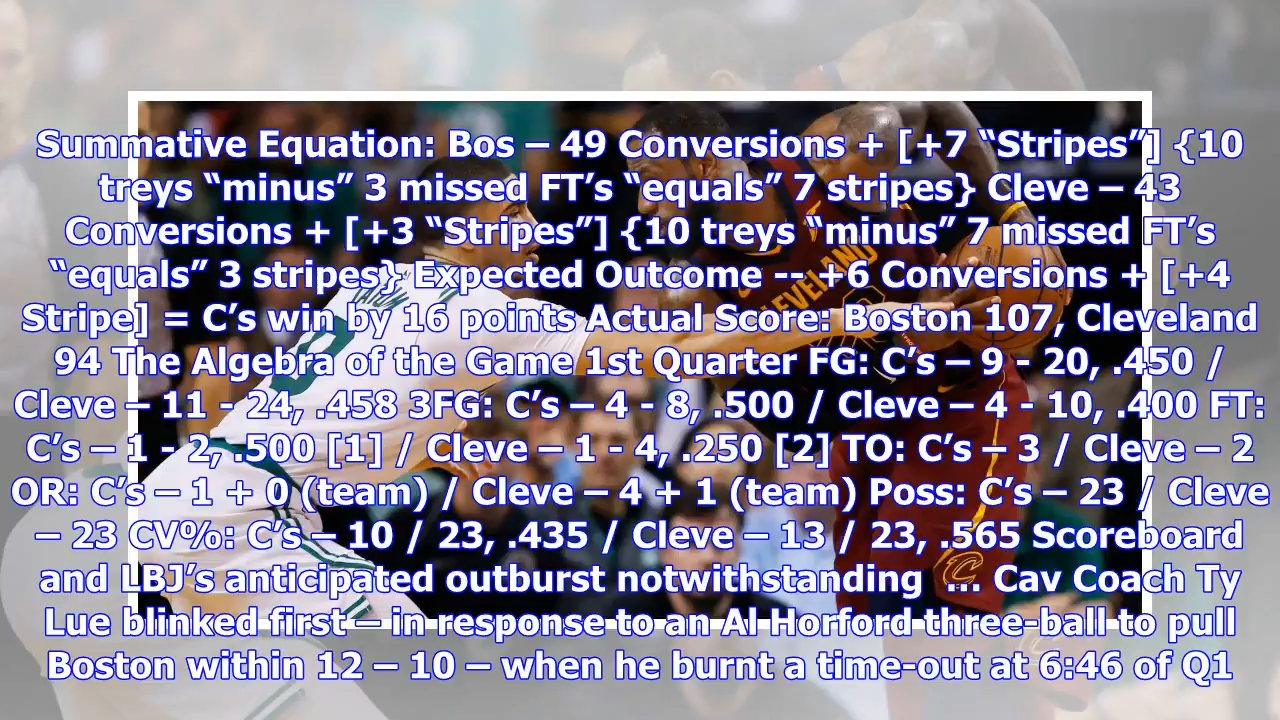 Summative Equation: Bos – 49 Conversions + [+7 “Stripes”] {10
treys “minus” 3 missed FT’s “equals” 7 stripes} Cleve – 43
Conversions + [+3 “Stripes”] {10 treys “minus” 7 missed FT’s
“equals” 3 stripes} Expected Outcome -- +6 Conversions + [+4
Stripe] = C’s win by 16 points Actual Score: Boston 107, Cleveland
94 The Algebra of the Game 1st Quarter FG: C’s – 9 - 20, .450 /
Cleve – 11 - 24, .458 3FG: C’s – 4 - 8, .500 / Cleve – 4 - 10, .400 FT:
C’s – 1 - 2, .500 [1] / Cleve – 1 - 4, .250 [2] TO: C’s – 3 / Cleve – 2
OR: C’s – 1 + 0 (team) / Cleve – 4 + 1 (team) Poss: C’s – 23 / Cleve
– 23 CV%: C’s – 10 / 23, .435 / Cleve – 13 / 23, .565 Scoreboard
and LBJ’s anticipated outburst notwithstanding  … Cav Coach Ty
Lue blinked first – in response to an Al Horford three-ball to pull
Boston within 12 – 10 – when he burnt a time-out at 6:46 of Q1
CLEVELAND